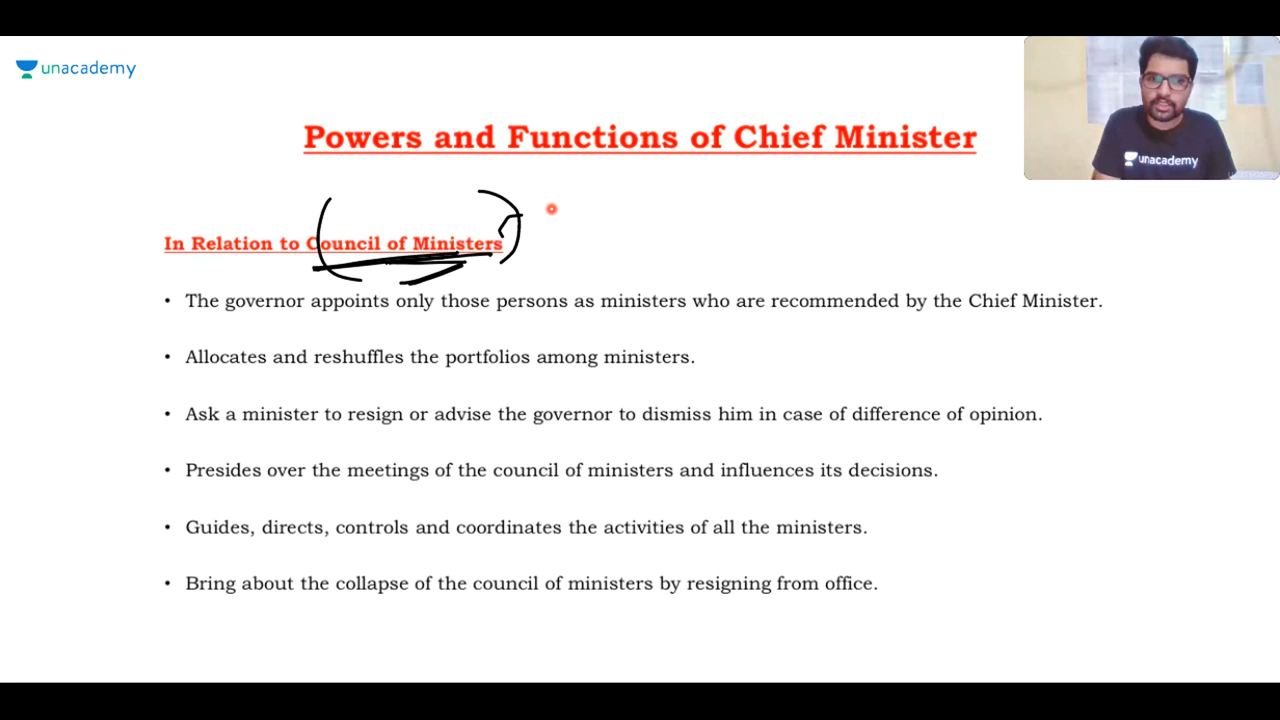 unacademy
unacademy
Powers and Functions of Chief Minister
In Relation to Council of Ministers
• The governor appoints only those persons as ministers who are recommended by the Chief Minister.
• Allocates and reshuffles the portfolios among ministers.
• Ask a minister to resign or advise the governor to dismiss him in case of difference of opinion.
• Presides over the meetings of the council of ministers and influences its decisions.
• Guides, directs, controls and coordinates the activities of all the ministers.
• Bring about the collapse of the council of ministers by resigning from office.